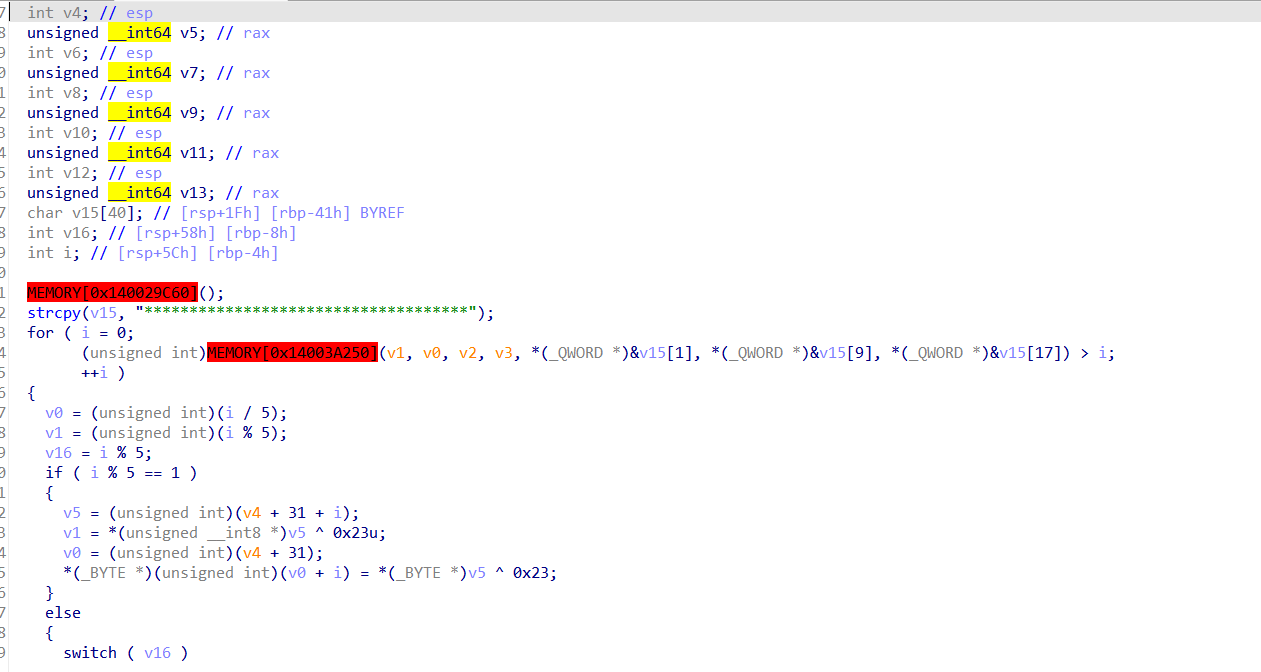 7 int v4; // esp
8 unsigned __int64 v5; // rax
9 int v6; // esp
0 unsigned __int64 v7; // rax
1 int v8; // esp
2 unsigned __int64 v9; // rax
3 int v10; // esp
4 unsigned __int64 v11; // rax
5 int v12; // esp
6 unsigned __int64 v13; // rax
7 char v15[40]; // [rsp+1Fh] [rbp-41h] BYREF
8 int v16; // [rsp+58h] [rbp-8h]
9 int i; // [rsp+5Ch] [rbp-4h]
0
1 MEMORY[0x140029C60]();
2 strcpy(v15, "************************************");
3 for ( i = 0;
4 (unsigned int)MEMORY[0x14003A250](v1, v0, v2, v3, *(_QWORD *)&v15[1], *(_QWORD *)&v15[9], *(_QWORD *)&v15[17]) > i;
5 ++i )
6 {
7 v0 = (unsigned int)(i / 5);
8 v1 = (unsigned int)(i % 5);
9 v16 = i % 5;
0 if ( i % 5 == 1 )
1 {
2 v5 = (unsigned int)(v4 + 31 + i);
3 v1 = *(unsigned __int8 *)v5 ^ 0x23u;
4 v0 = (unsigned int)(v4 + 31);
5 *(_BYTE *)(unsigned int)(v0 + i) = *(_BYTE *)v5 ^ 0x23;
6 }
7 else
8 {
9 switch ( v16 )